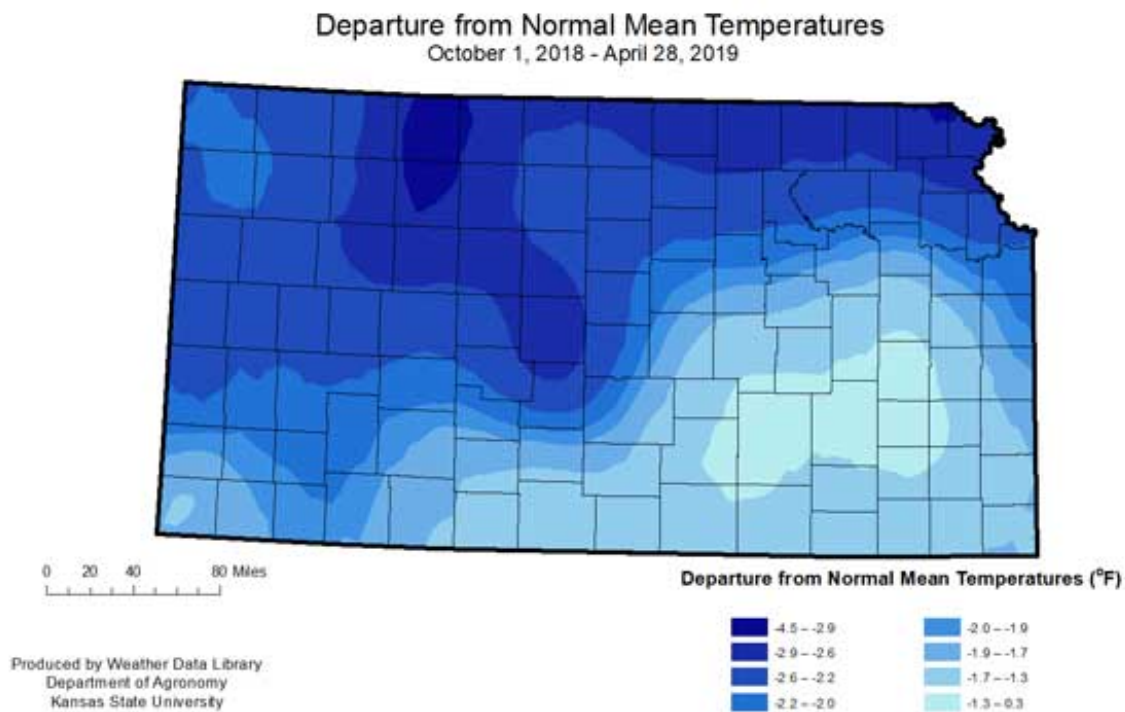 Departure from Normal Mean Temperatures
October 1, 2018 - April 28, 2019
0 20 40 80 Miles
Departure from Normal Mean Temperatures (°F)
-4.5 – -2.9
-2.9 – -2.6
-2.6 – -2.2
-2.2 – -2.0
-2.0 – -1.9
-1.9 – -1.7
-1.7 – -1.3
-1.3 – 0.3
Produced by Weather Data Library
Department of Agronomy
Kansas State University